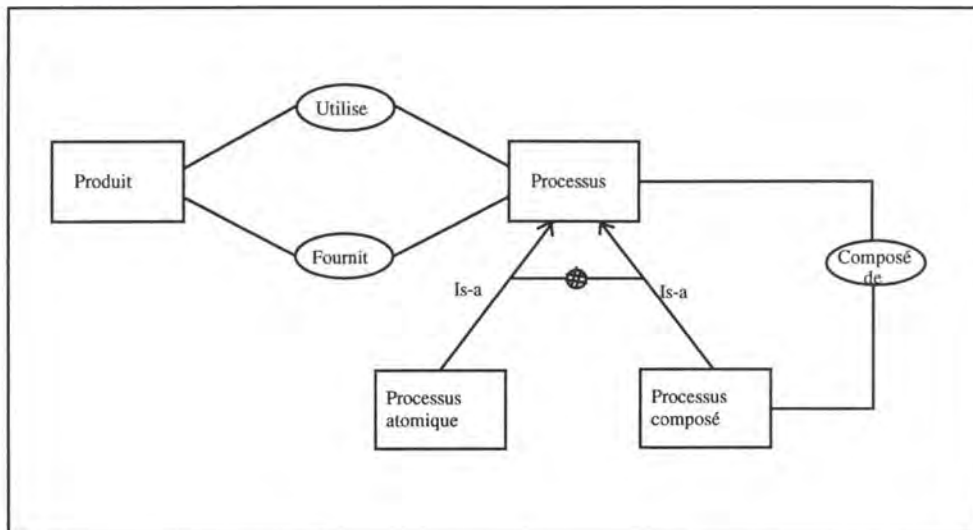 Utilise
Produit
Processus
Fournit
Composé
de
Is-a
Is-a
Processus
atomique
Processus
composé